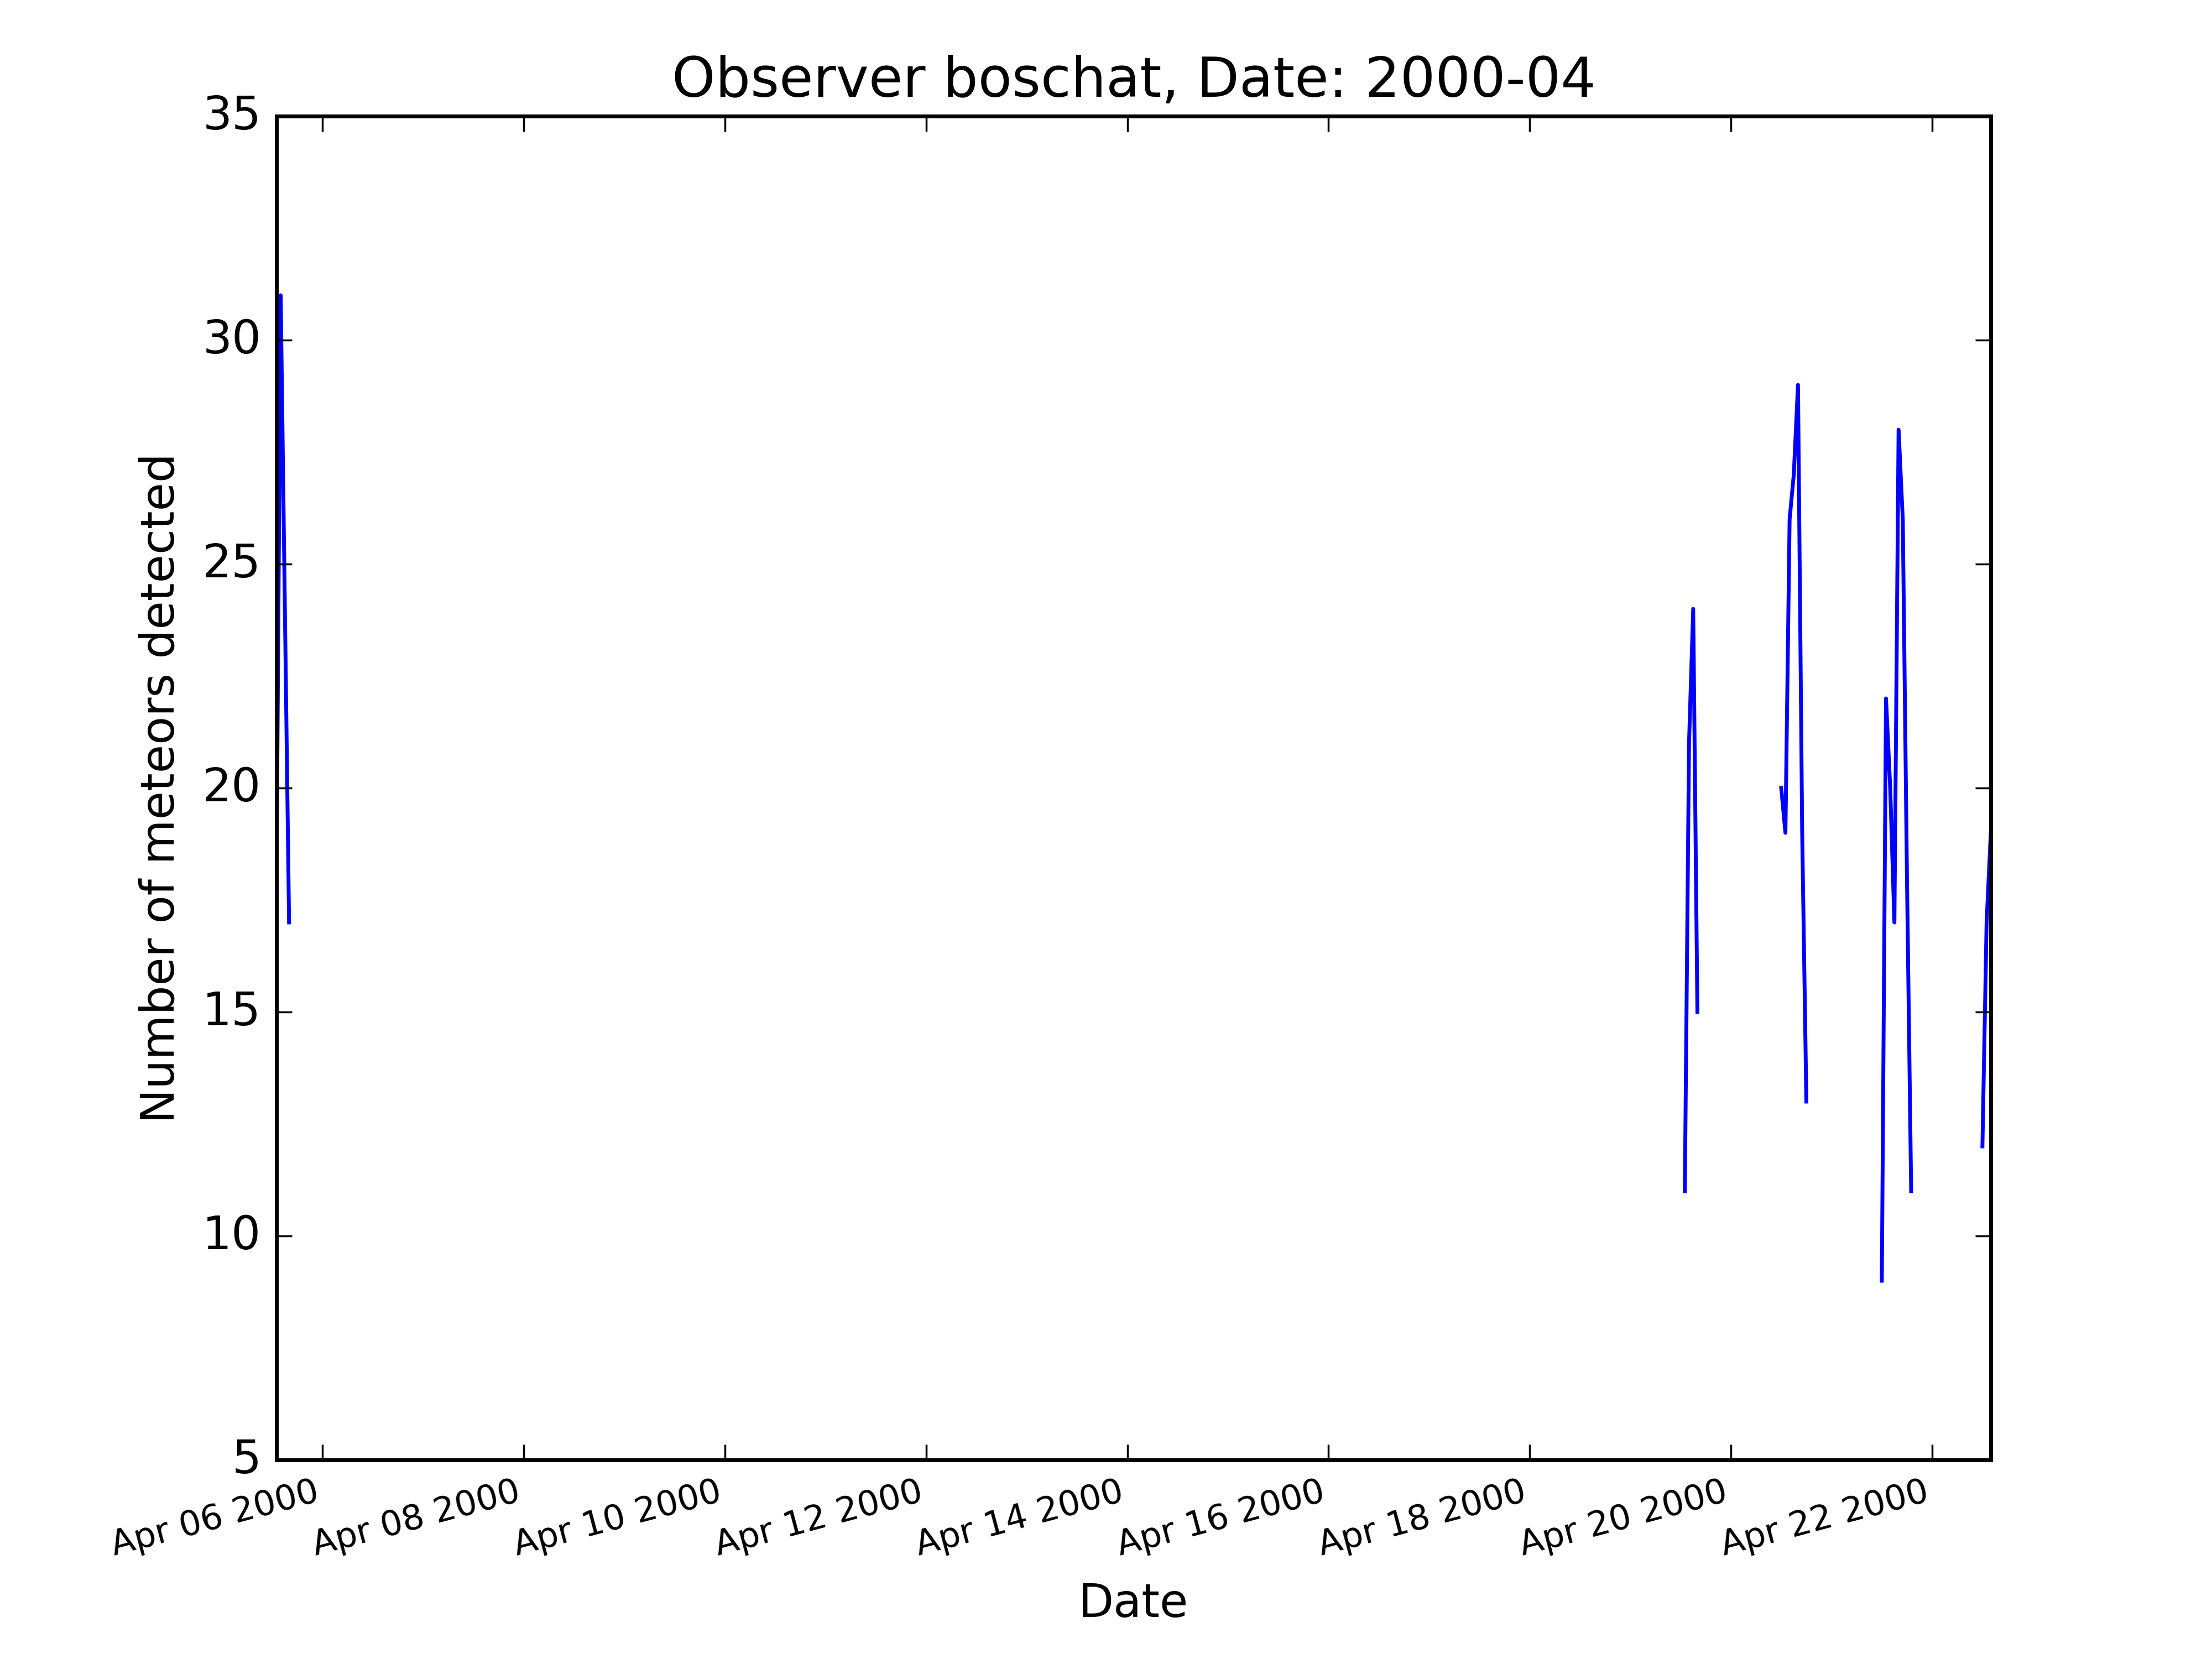 Observer boschat, Date: 2000-04
35
30
25
20
15
10
5
Number of meteors detected
Apr 06 2000
Apr 08 2000
Apr 10 2000
Apr 12 2000
Apr 14 2000
Apr 16 2000
Apr 18 2000
Apr 20 2000
Apr 22 2000
Date